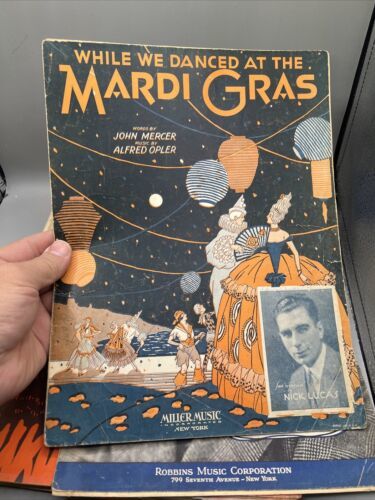 WHILE WE DANCED AT THE
MARDI GRAS
WORDS BY
JOHN MERCER
MUSIC BY
ALFRED OPLER
NICK LUCAS
MILLER MUSIC
INCORPORATED
NEW YORK
ROBBINS MUSIC CORPORATION
799 SEVENTH AVENUE - NEW YORK